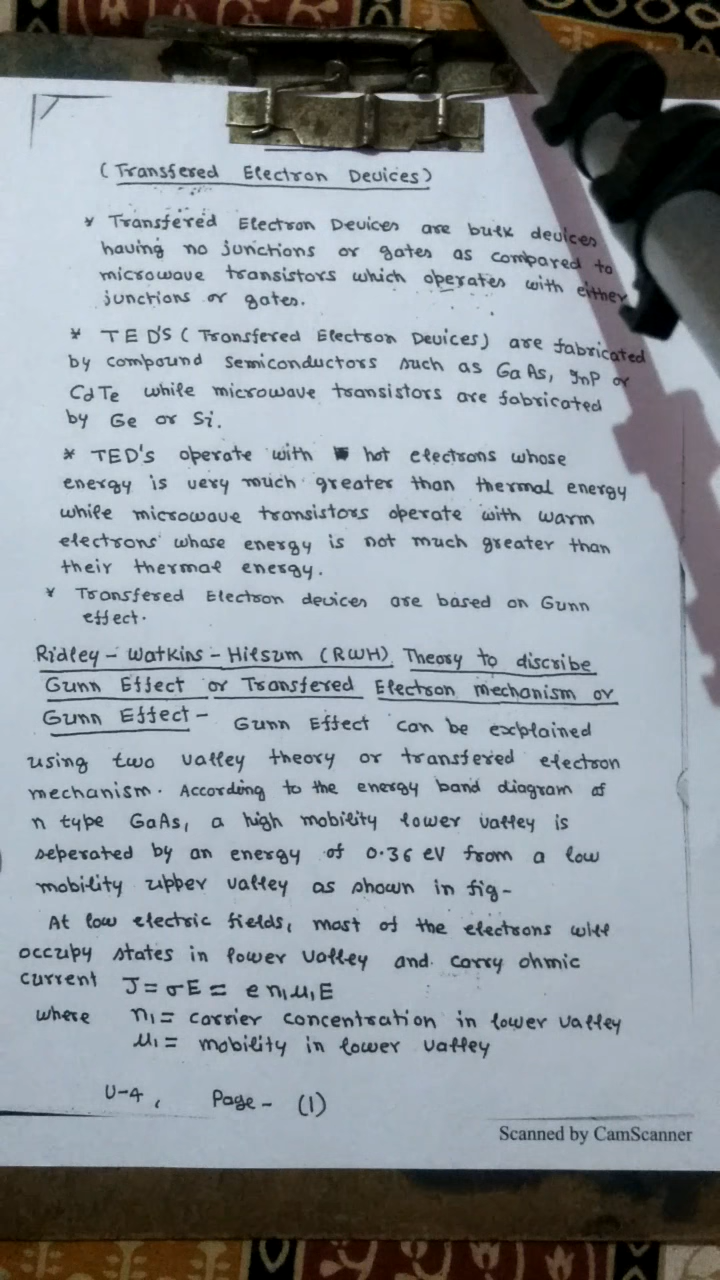 (Transfered Electron Devices)
* Transfered Electron Devices are bulk devices
having no junctions or gates as compared to
microwave transistors which operates with either
junctions or gates.
* TED'S (Transfered Electron Devices) are fabricated
by compound semiconductors such as GaAs, InP or
CdTe while microwave transistors are fabricated
by Ge or Si.
* TED's operate with hot electrons whose
energy is very much greater than thermal energy
while microwave transistors operate with warm
electrons whose energy is not much greater than
their thermal energy.
* Transfered Electron devices are based on Gunn
effect.
Ridley - Watkins - Hilsum (RWH) Theory to discribe
Gunn Effect or Transfered Electron mechanism or
Gunn Effect - Gunn Effect can be explained
using two valley theory or transfered electron
mechanism. According to the energy band diagram of
n type GaAs, a high mobility lower valley is
seperated by an energy of 0.36 eV from a low
mobility upper valley as shown in fig-
At low electric fields, most of the electrons will
occupy states in lower valley and carry ohmic
current J = σE = e n₁ μ₁ E
where n₁ = carrier concentration in lower valley
μ₁ = mobility in lower valley
U-4, Page - (1)
Scanned by CamScanner